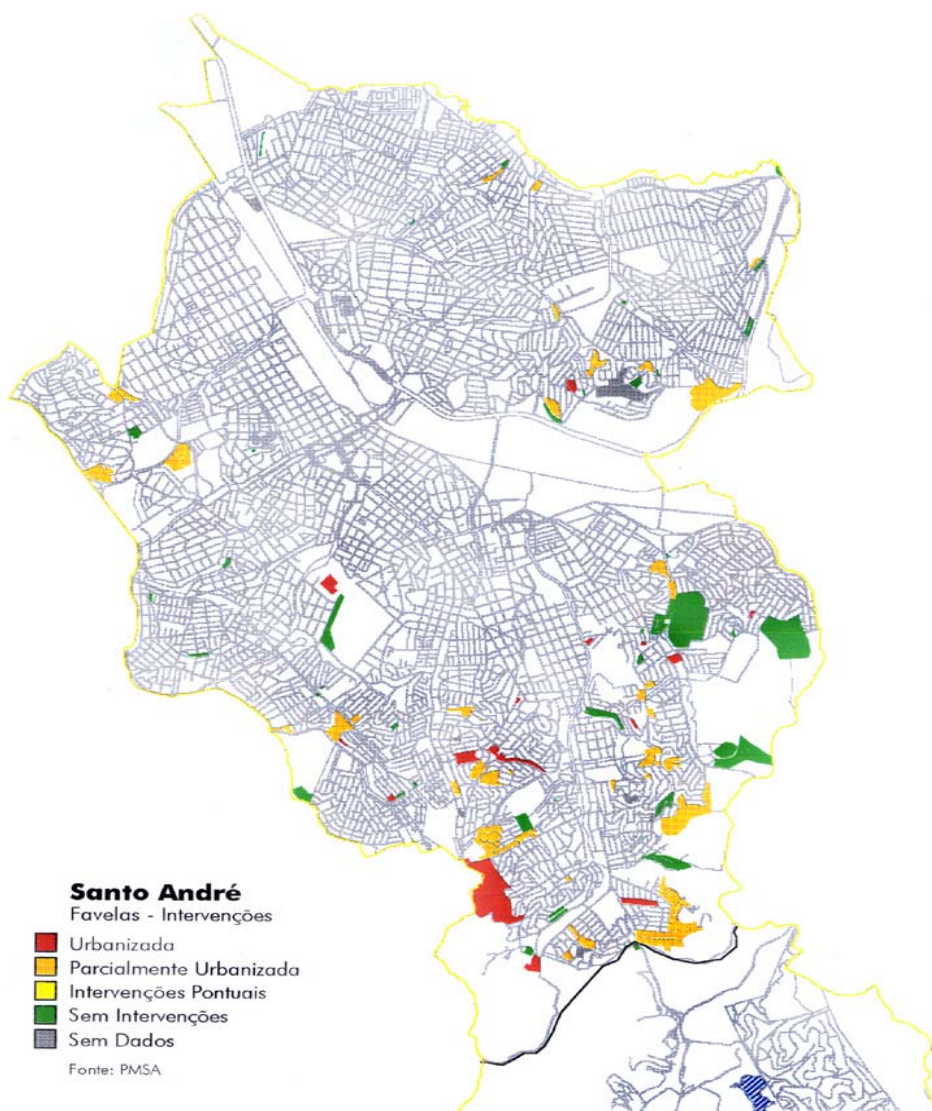 Santo André
Favelas - Intervenções
Urbanizada
Parcialmente Urbanizada
Intervenções Pontuais
Sem Intervenções
Sem Dados
Fonte: PMSA